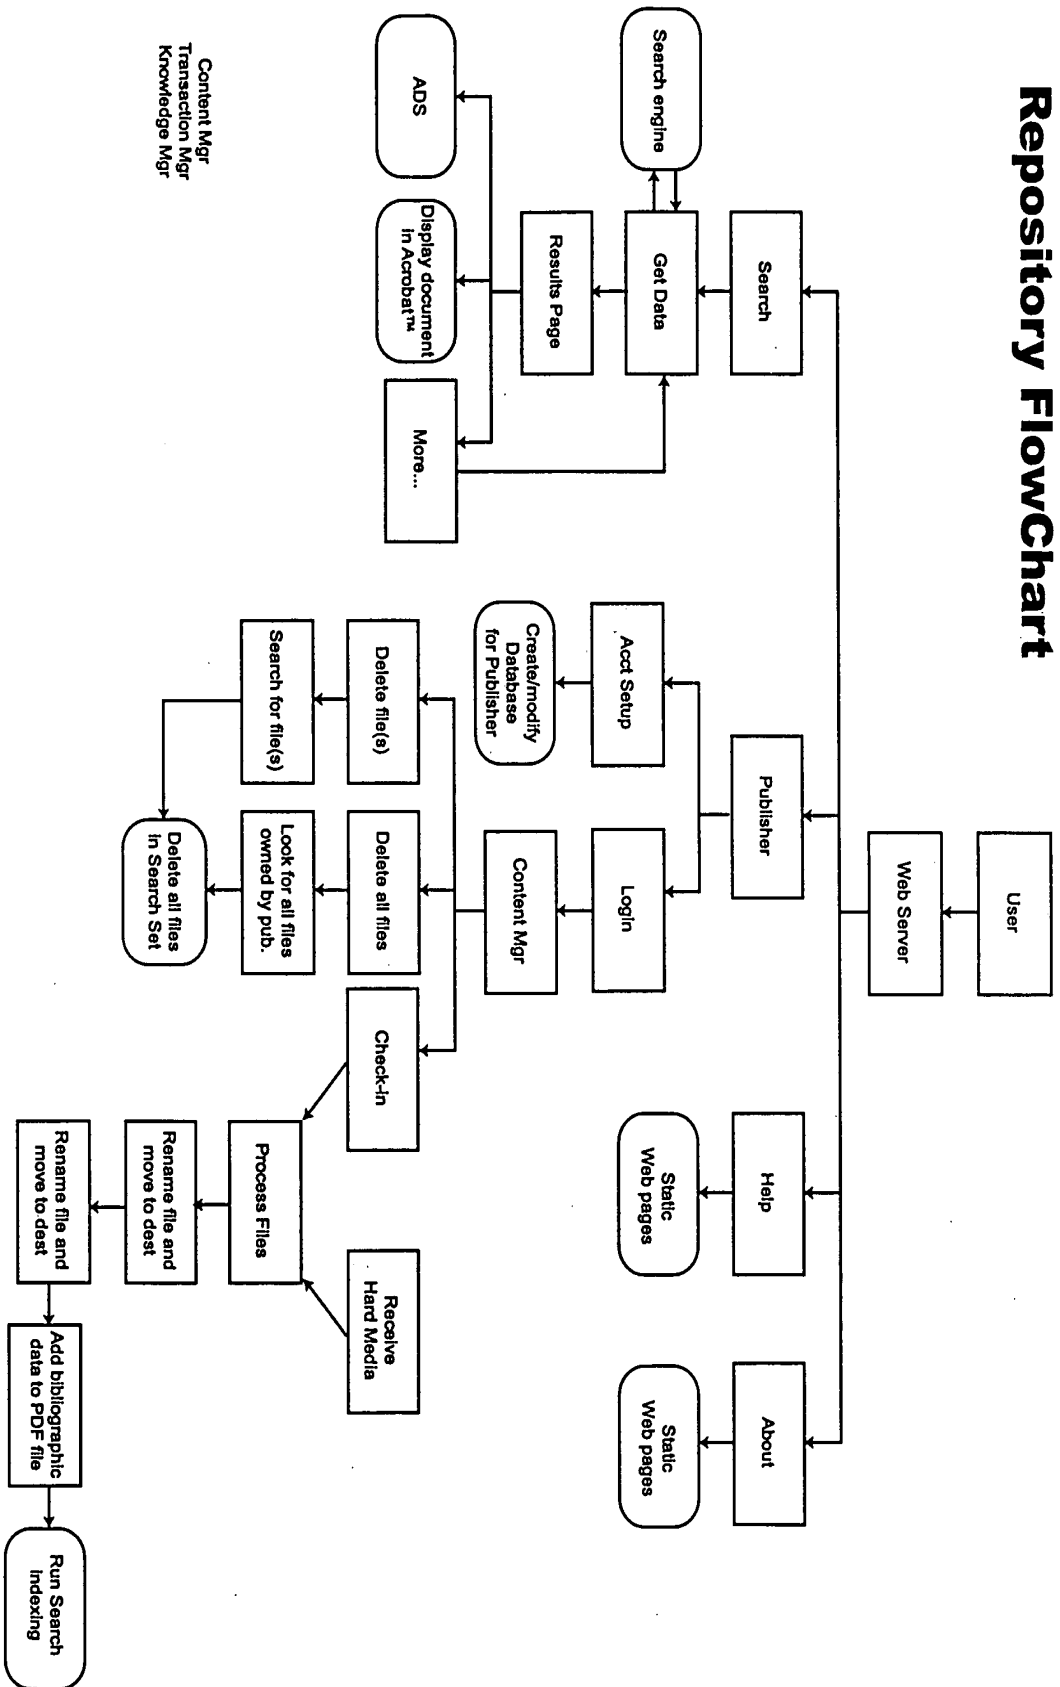 Repository FlowChart
User
Web Server
Search
Publisher
Help
About
Search engine
Get Data
Acct Setup
Login
Static
Web pages
Static
Web pages
Results Page
Create/modify
Database
for Publisher
Content Mgr
ADS
Display document
in Acrobat™
More...
Delete file(s)
Delete all files
Check-in
Receive
Hard Media
Search for file(s)
Look for all files
owned by pub.
Process Files
Content Mgr
Transaction Mgr
Knowledge Mgr
Delete all files
in Search Set
Rename file and
move to dest
Rename file and
move to dest
Add bibliographic
data to PDF file
Run Search
Indexing